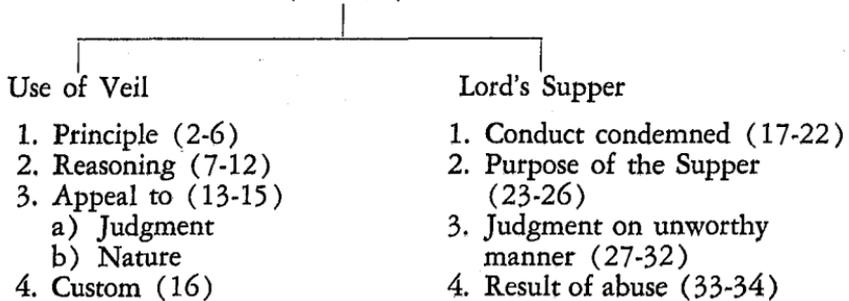 Use of Veil
1. Principle (2-6)
2. Reasoning (7-12)
3. Appeal to (13-15)
a) Judgment
b) Nature
4. Custom (16)
Lord's Supper
1. Conduct condemned (17-22)
2. Purpose of the Supper
(23-26)
3. Judgment on unworthy
manner (27-32)
4. Result of abuse (33-34)